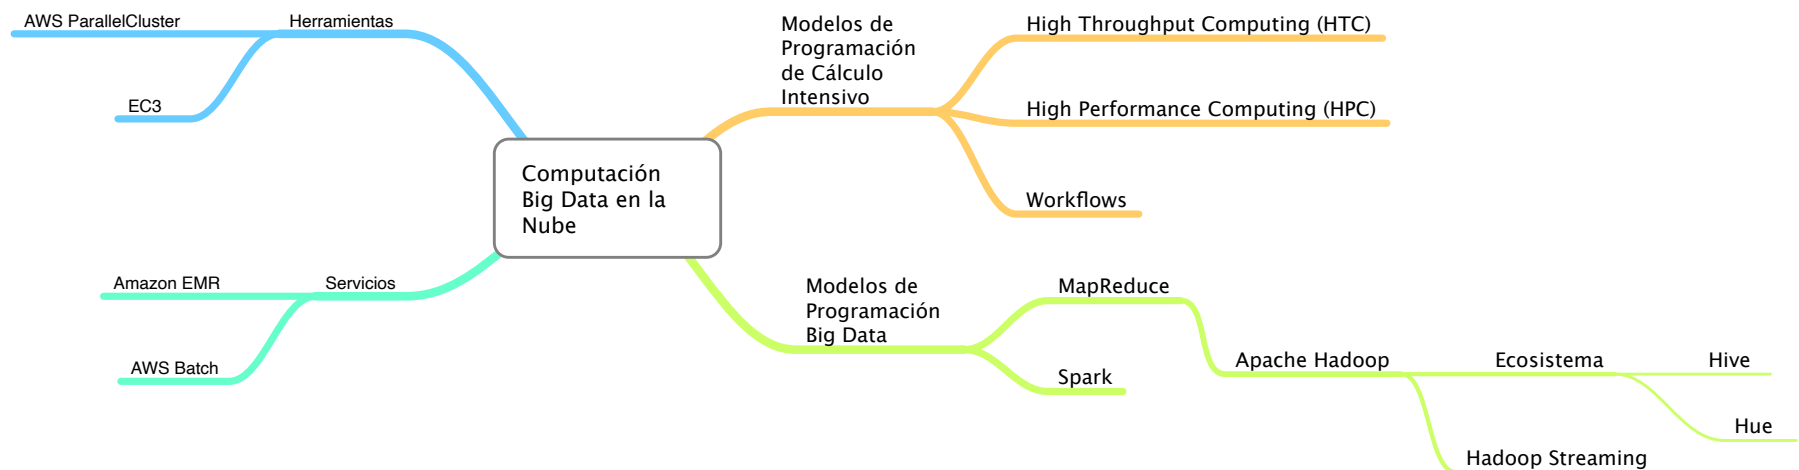 AWS ParallelCluster
Herramientas
EC3
Modelos de
Programación
de Cálculo
Intensivo
High Throughput Computing (HTC)
High Performance Computing (HPC)
Workflows
Computación
Big Data en la
Nube
Amazon EMR
Servicios
AWS Batch
Modelos de
Programación
Big Data
MapReduce
Spark
Apache Hadoop
Ecosistema
Hive
Hue
Hadoop Streaming